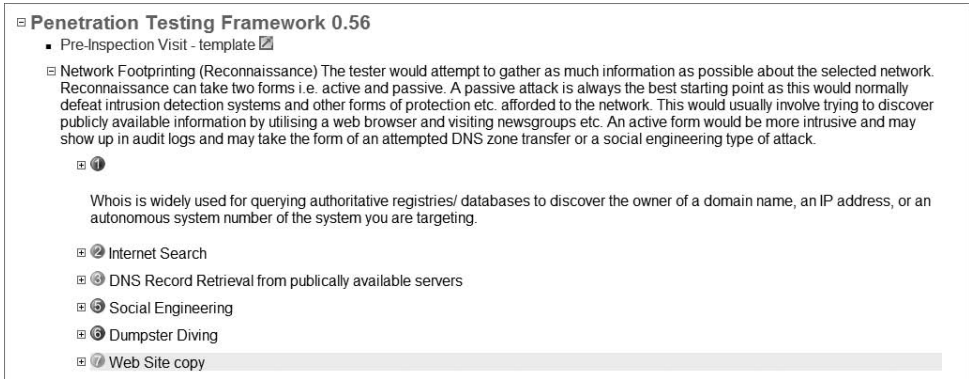 Penetration Testing Framework 0.56
Pre-Inspection Visit - template
Network Footprinting (Reconnaissance) The tester would attempt to gather as much information as possible about the selected network.
Reconnaissance can take two forms i.e. active and passive. A passive attack is always the best starting point as this would normally
defeat intrusion detection systems and other forms of protection etc. afforded to the network. This would usually involve trying to discover
publicly available information by utilising a web browser and visiting newsgroups etc. An active form would be more intrusive and may
show up in audit logs and may take the form of an attempted DNS zone transfer or a social engineering type of attack.
1
Whois is widely used for querying authoritative registries/ databases to discover the owner of a domain name, an IP address, or an
autonomous system number of the system you are targeting.
2 Internet Search
3 DNS Record Retrieval from publically available servers
5 Social Engineering
6 Dumpster Diving
7 Web Site copy